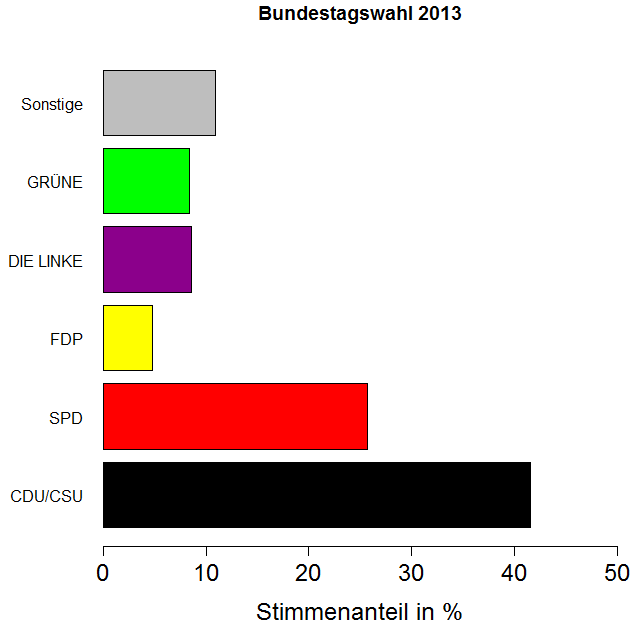 Bundestagswahl 2013
Sonstige
GRÜNE
DIE LINKE
FDP
SPD
CDU/CSU
0 10 20 30 40 50
Stimmenanteil in %